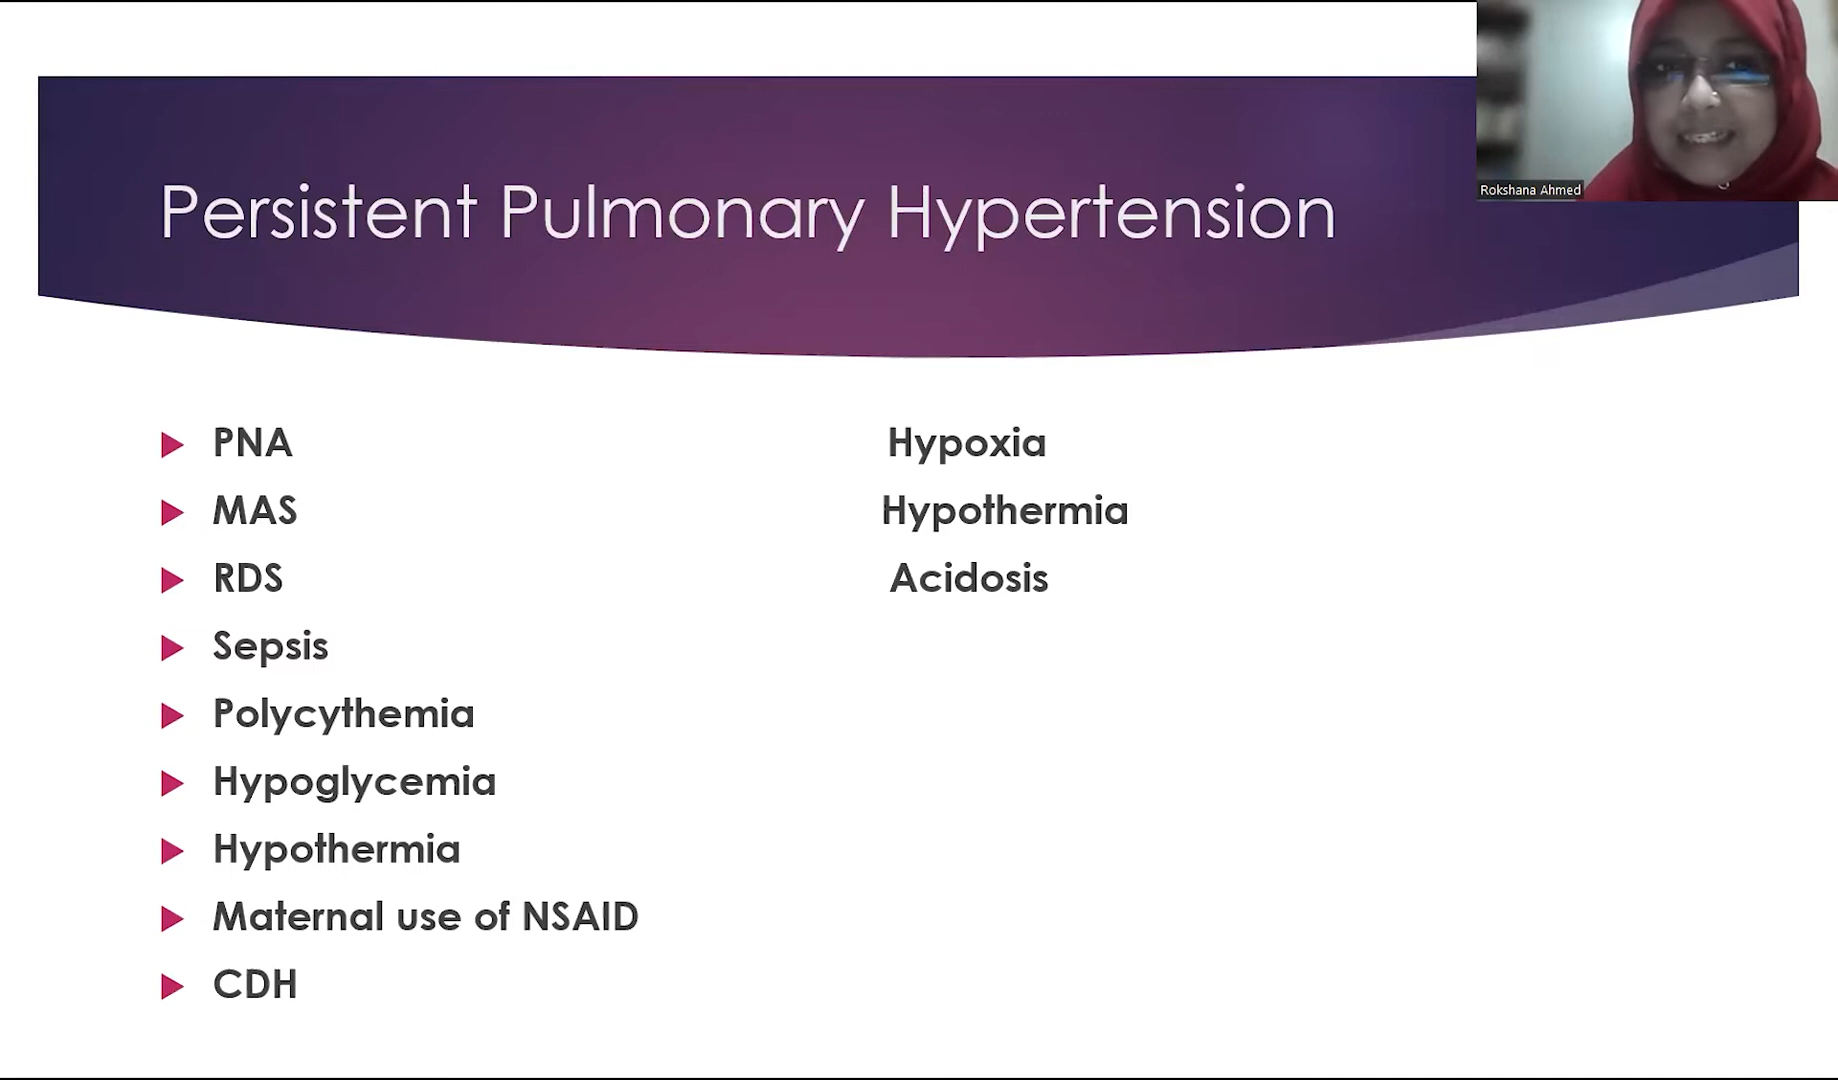 Rokshana Ahmed
Persistent Pulmonary Hypertension
PNA
MAS
RDS
Sepsis
Polycythemia
Hypoglycemia
Hypothermia
Maternal use of NSAID
CDH
Hypoxia
Hypothermia
Acidosis